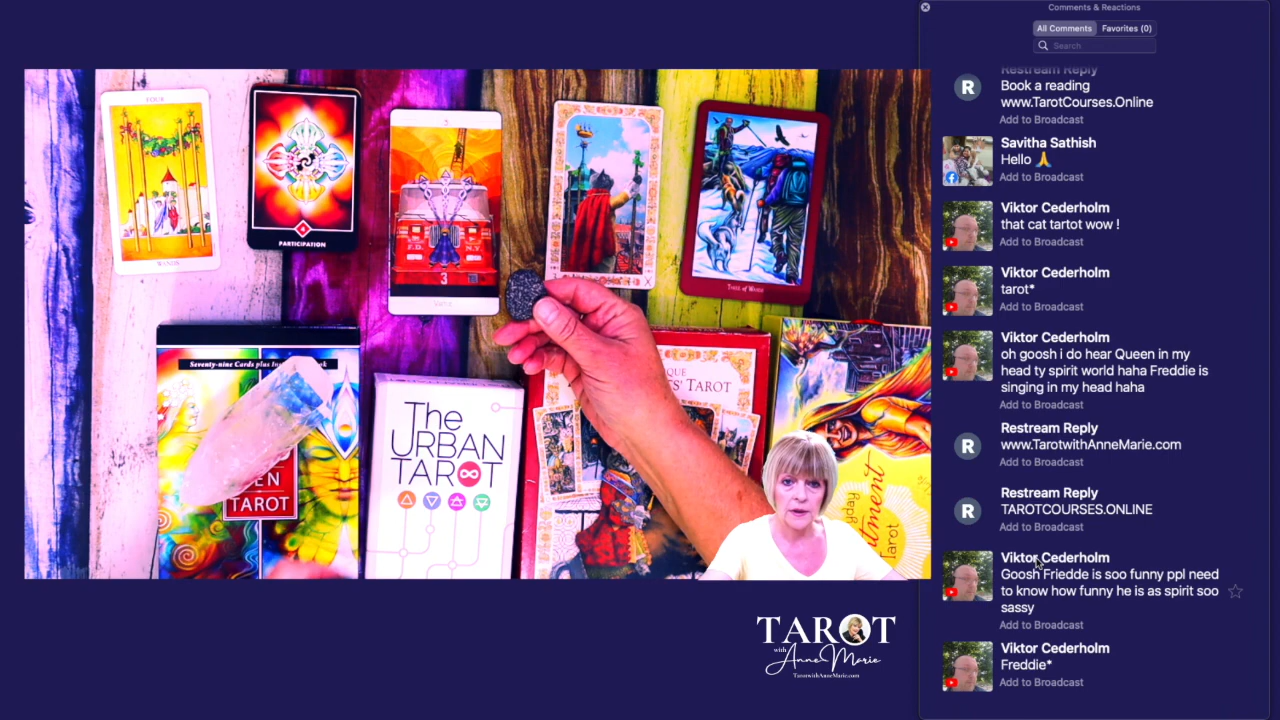 Comments & Reactions
All Comments
Favorites (0)
Search
Restream Reply
Book a reading
www.TarotCourses.Online
Add to Broadcast
Savitha Sathish
Hello
Add to Broadcast
Viktor Cederholm
that cat tartot wow !
Add to Broadcast
Viktor Cederholm
tarot*
Add to Broadcast
Viktor Cederholm
oh goosh i do hear Queen in my
head ty spirit world haha Freddie is
singing in my head haha
Add to Broadcast
Restream Reply
www.TarotwithAnneMarie.com
Add to Broadcast
Restream Reply
TAROTCOURSES.ONLINE
Add to Broadcast
Viktor Cederholm
Goosh Friedde is soo funny ppl need
to know how funny he is as spirit soo
sassy
Add to Broadcast
Viktor Cederholm
Freddie*
Add to Broadcast
FOUR
WANDS
4
PARTICIPATION
3
F.D. N.Y.
3
Three of Wands
Seventy-nine Cards plus
The
URBAN
TAROT
TAROT
TAROT
Tarot
TAROT
with
Anne Marie
TarotwithAnneMarie.com